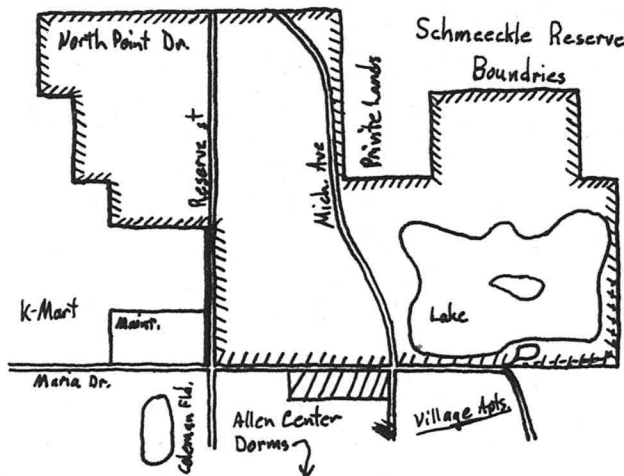 North Point Dr.
Schmeeckle Reserve
Boundries
Private Lands
Reserve st
Mich. Ave
K-Mart
Maint.
Lake
Maria Dr.
Coleman Fld.
Allen Center
Dorms
Village Apts.